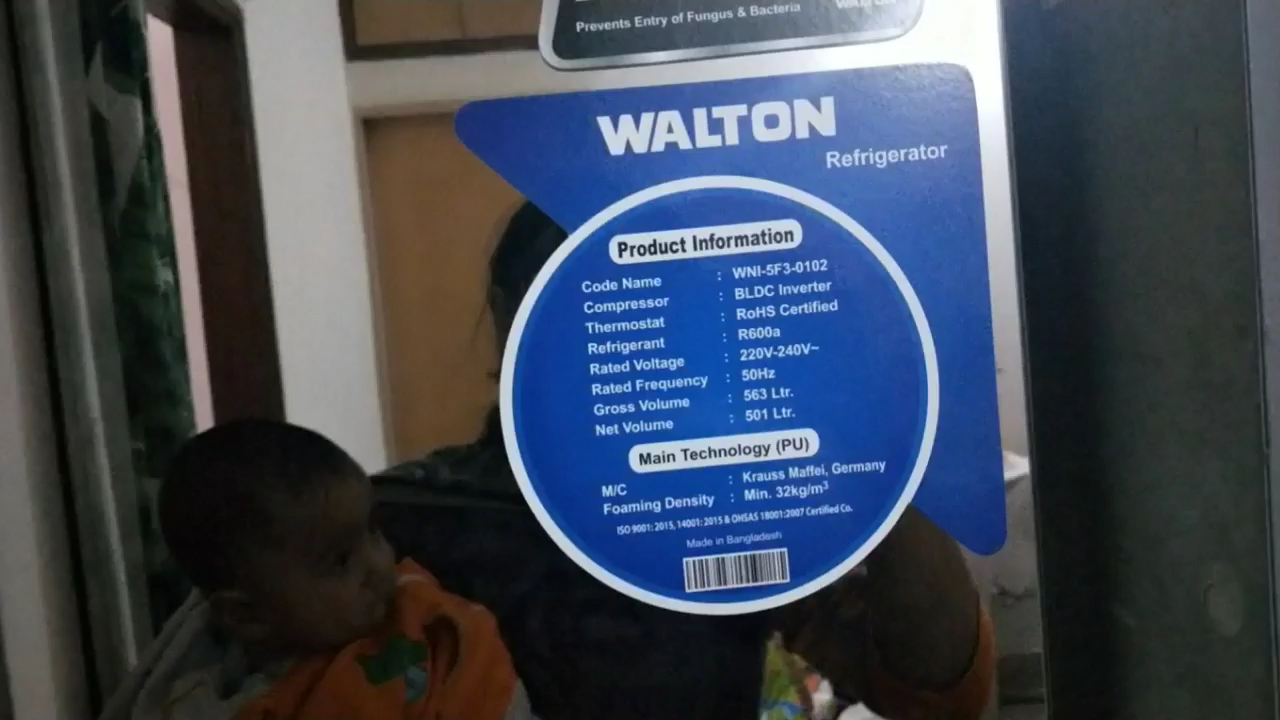 Prevents Entry of Fungus & Bacteria
WALTON
WALTON
Refrigerator
Product Information
Code Name : WNI-5F3-0102
Compressor : BLDC Inverter
Thermostat : RoHS Certified
Refrigerant : R600a
Rated Voltage : 220V-240V~
Rated Frequency : 50Hz
Gross Volume : 563 Ltr.
Net Volume : 501 Ltr.
Main Technology (PU)
M/C : Krauss Maffei, Germany
Foaming Density : Min. 32kg/m³
ISO 9001: 2015, 14001: 2015 & OHSAS 18001:2007 Certified Co.
Made in Bangladesh